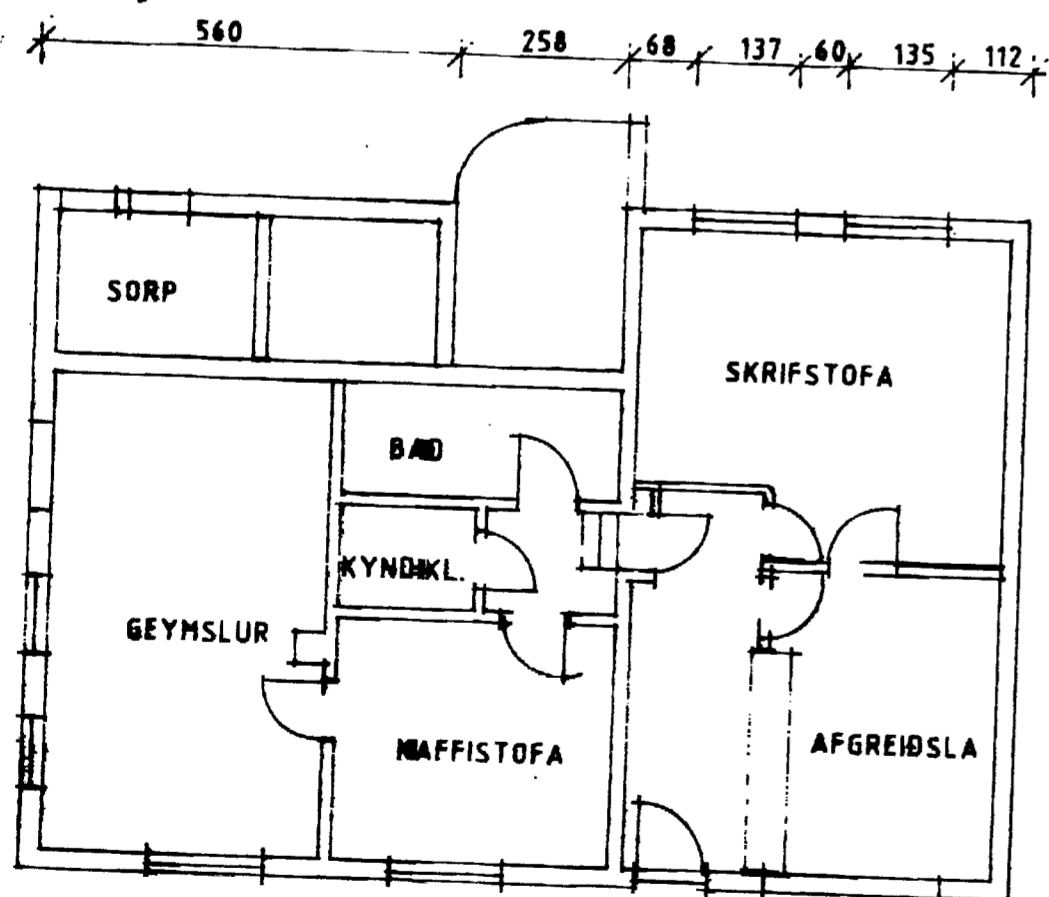 560 258 68 137 60 135 112
SORP
SKRIFSTOFA
BAÐ
KYNDIKL.
GEYMSLUR
KAFFISTOFA
AFGREIÐSLA